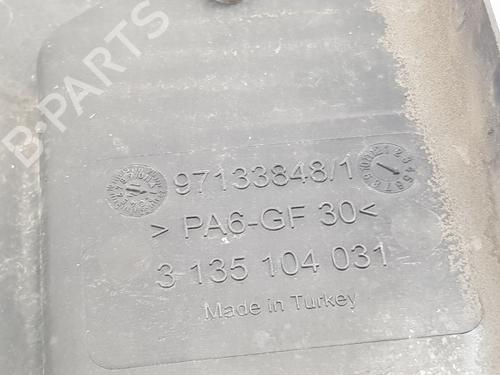 B-PARTS
97133848/1
> PA6-GF 30<
3 135 104 031
Made in Turkey